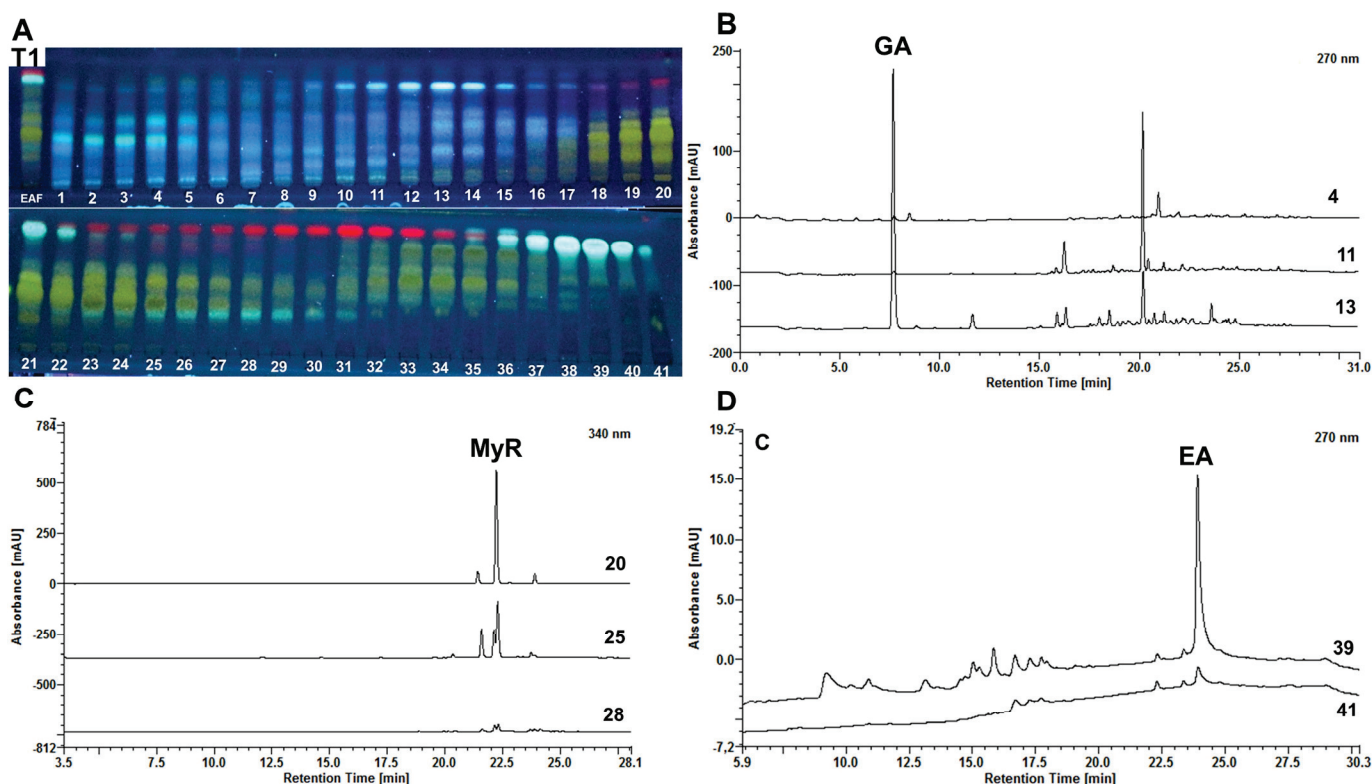 A
T1
EAF 1 2 3 4 5 6 7 8 9 10 11 12 13 14 15 16 17 18 19 20
21 22 23 24 25 26 27 28 29 30 31 32 33 34 35 36 37 38 39 40 41
B
GA
270 nm
250
100
0
-100
-200
Absorbance [mAU]
4
11
13
0.0 5.0 10.0 15.0 20.0 25.0 31.0
Retention Time [min]
C
MyR
340 nm
784
500
250
0
-250
-500
-812
Absorbance [mAU]
20
25
28
3.5 7.5 10.0 12.5 15.0 17.5 20.0 22.5 25.0 28.1
Retention Time [min]
D
C
EA
270 nm
19.2
15.0
10.0
5.0
0.0
-7,2
Absorbance [mAU]
39
41
5.9 10.0 12.5 15.0 17.5 20.0 22.5 25.0 27.5 30.3
Retention Time [min]